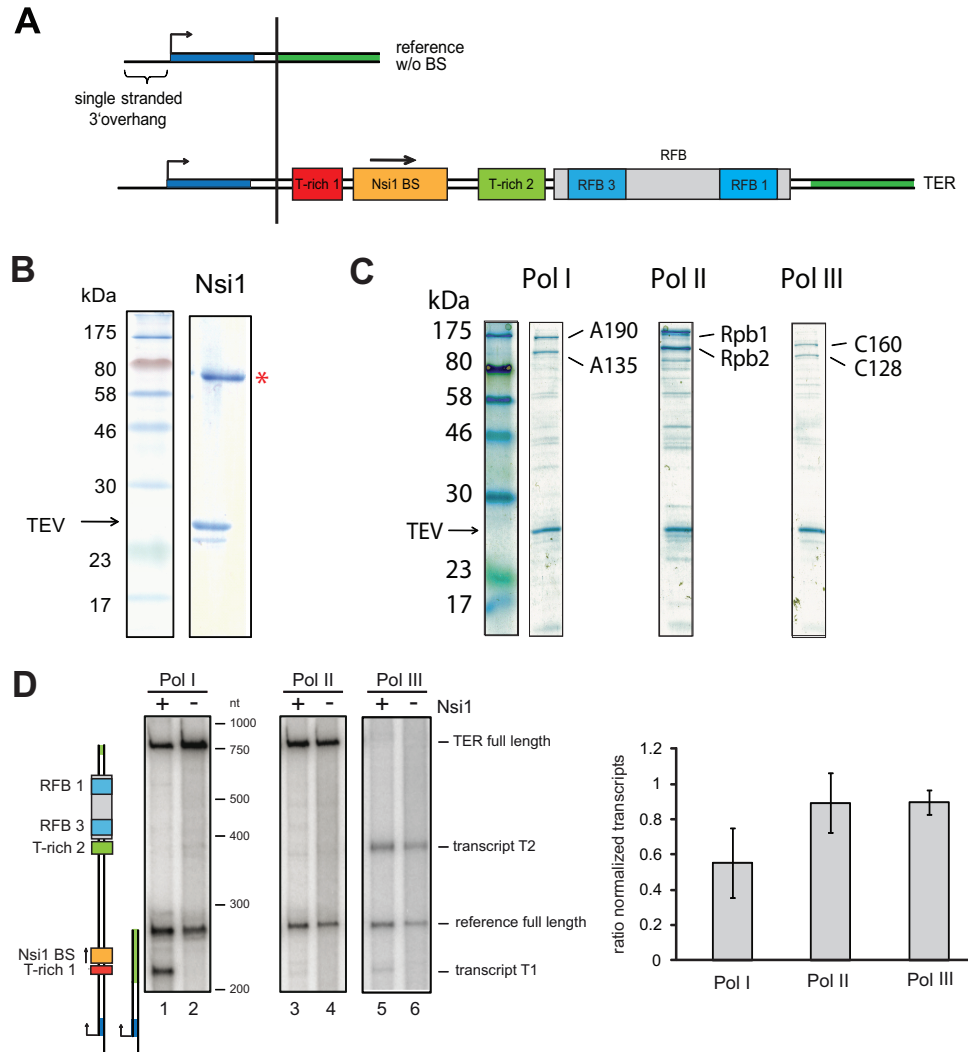 A
reference
w/o BS
single stranded
3'overhang
RFB
T-rich 1
Nsi1 BS
T-rich 2
RFB 3
RFB 1
TER
B
Nsi1
kDa
175
80
58
46
30
TEV
23
17
*
C
Pol I
Pol II
Pol III
kDa
175
80
58
46
30
TEV
23
17
A190
A135
Rpb1
Rpb2
C160
C128
D
Pol I
Pol II
Pol III
+ -
nt
+ -
+ -
Nsi1
1000
750
500
400
300
200
TER full length
transcript T2
reference full length
transcript T1
RFB 1
RFB 3
T-rich 2
Nsi1 BS
T-rich 1
1 2 3 4 5 6
ratio normalized transcripts
1.2
1
0.8
0.6
0.4
0.2
0
Pol I
Pol II
Pol III